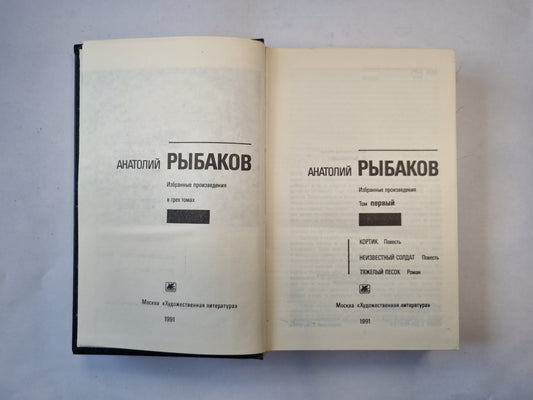 АНАТОЛИЙ РЫБАКОВ
Избранные произведения
в трех томах
Москва «Художественная литература»
1991
АНАТОЛИЙ РЫБАКОВ
Избранные произведения
Том первый
КОРТИК Повесть
НЕИЗВЕСТНЫЙ СОЛДАТ Повесть
ТЯЖЕЛЫЙ ПЕСОК Роман
Москва «Художественная литература»
1991